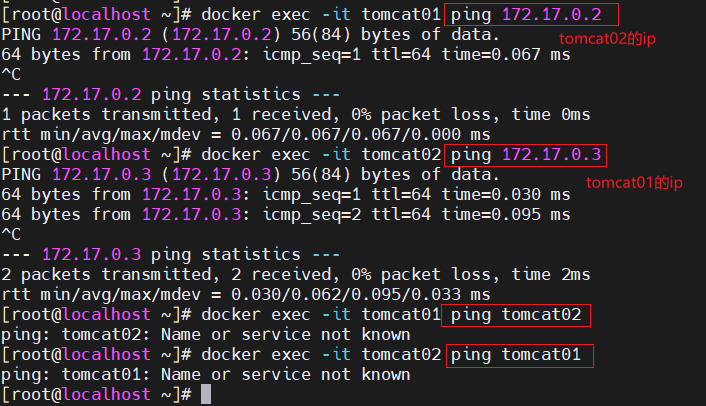 [root@localhost ~]# docker exec -it tomcat01 ping 172.17.0.2
PING 172.17.0.2 (172.17.0.2) 56(84) bytes of data.
tomcat02的ip
64 bytes from 172.17.0.2: icmp_seq=1 ttl=64 time=0.067 ms
^C
--- 172.17.0.2 ping statistics ---
1 packets transmitted, 1 received, 0% packet loss, time 0ms
rtt min/avg/max/mdev = 0.067/0.067/0.067/0.000 ms
[root@localhost ~]# docker exec -it tomcat02 ping 172.17.0.3
PING 172.17.0.3 (172.17.0.3) 56(84) bytes of data.
tomcat01的ip
64 bytes from 172.17.0.3: icmp_seq=1 ttl=64 time=0.030 ms
64 bytes from 172.17.0.3: icmp_seq=2 ttl=64 time=0.095 ms
^C
--- 172.17.0.3 ping statistics ---
2 packets transmitted, 2 received, 0% packet loss, time 2ms
rtt min/avg/max/mdev = 0.030/0.062/0.095/0.033 ms
[root@localhost ~]# docker exec -it tomcat01 ping tomcat02
ping: tomcat02: Name or service not known
[root@localhost ~]# docker exec -it tomcat02 ping tomcat01
ping: tomcat01: Name or service not known
[root@localhost ~]#